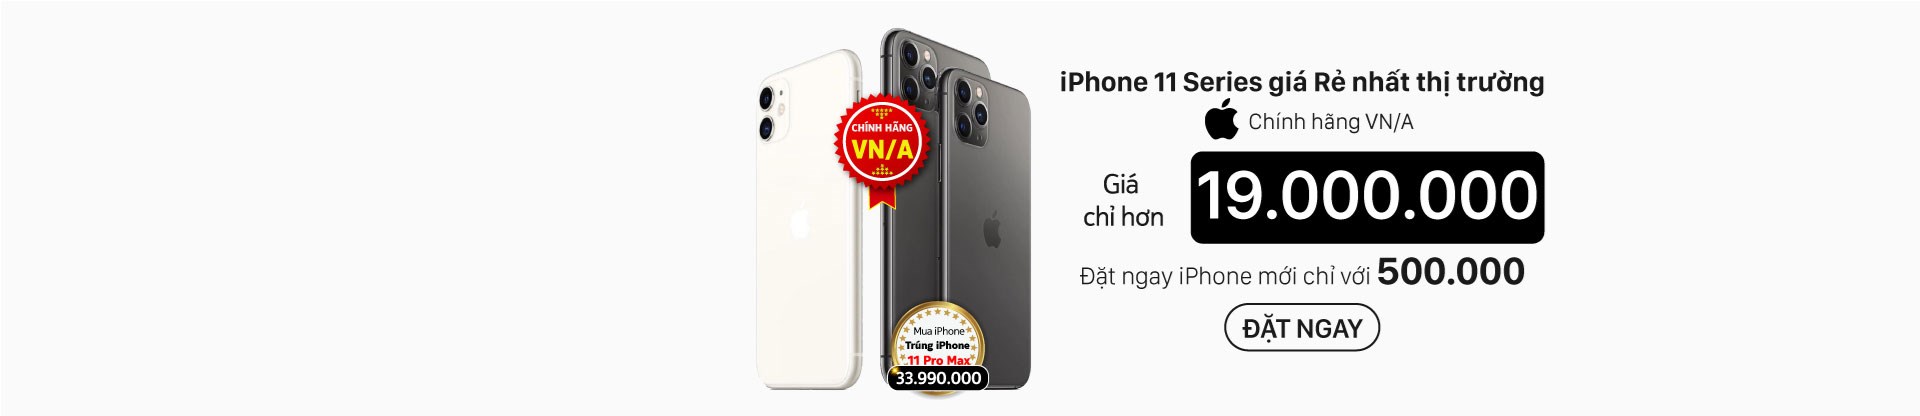 iPhone 11 Series giá Rẻ nhất thị trường
Chính hãng VN/A
Giá
chỉ hơn
19.000.000
Đặt ngay iPhone mới chỉ với 500.000
ĐẶT NGAY
CHÍNH HÃNG
VN/A
Mua iPhone
Trúng iPhone
11 Pro Max
33.990.000